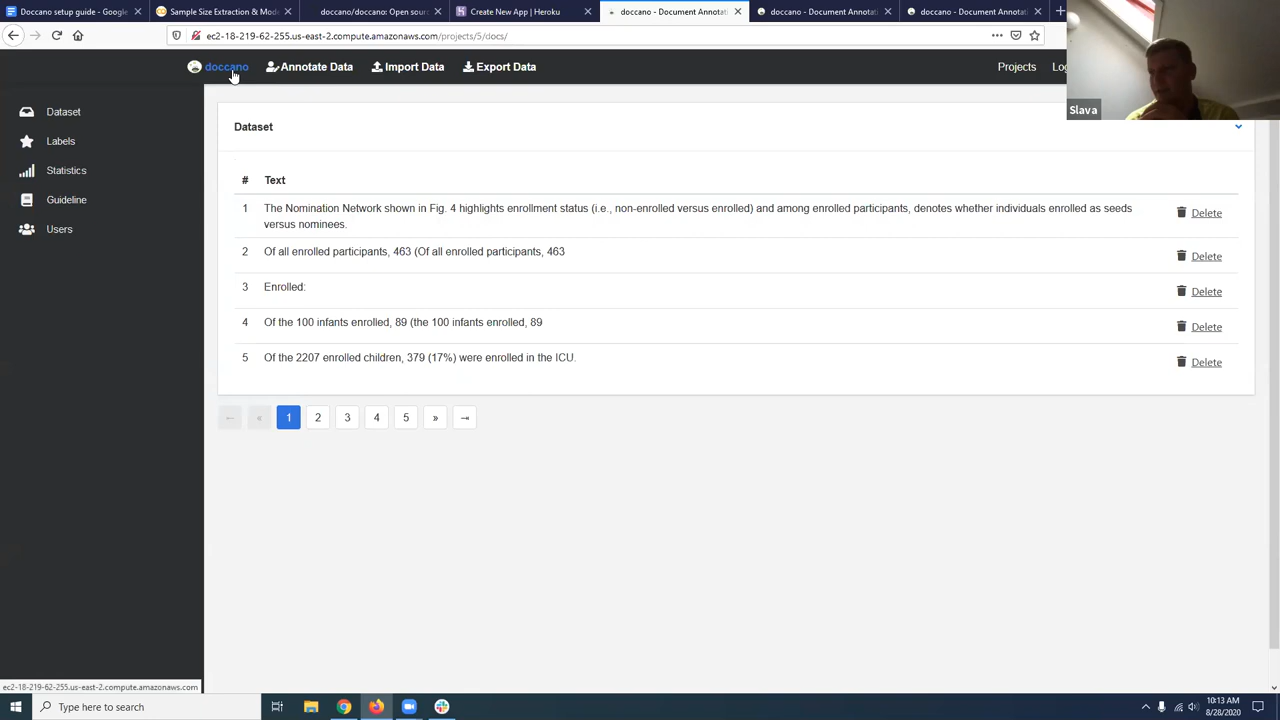 Doccano setup guide - Google
Sample Size Extraction & Mode
doccano/doccano: Open sourc
Create New App | Heroku
doccano - Document Annotati
doccano - Document Annotati
doccano - Document Annotati
ec2-18-219-62-255.us-east-2.compute.amazonaws.com/projects/5/docs/
doccano Annotate Data Import Data Export Data Projects Log
Slava
Dataset
Labels
Statistics
Guideline
Users
Dataset
# Text
1 The Nomination Network shown in Fig. 4 highlights enrollment status (i.e., non-enrolled versus enrolled) and among enrolled participants, denotes whether individuals enrolled as seeds
versus nominees.
Delete
2 Of all enrolled participants, 463 (Of all enrolled participants, 463
Delete
3 Enrolled:
Delete
4 Of the 100 infants enrolled, 89 (the 100 infants enrolled, 89
Delete
5 Of the 2207 enrolled children, 379 (17%) were enrolled in the ICU.
Delete
← « 1 2 3 4 5 » →
ec2-18-219-62-255.us-east-2.compute.amazonaws.com
Type here to search
10:13 AM
8/28/2020